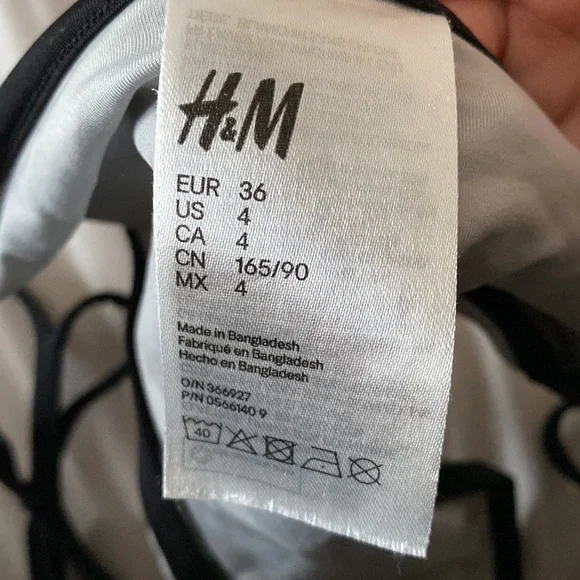 H&M
EUR 36
US 4
CA 4
CN 165/90
MX 4
Made in Bangladesh
Fabriqué en Bangladesh
Hecho en Bangladesh
O/N 366927
P/N 0566140 9
40